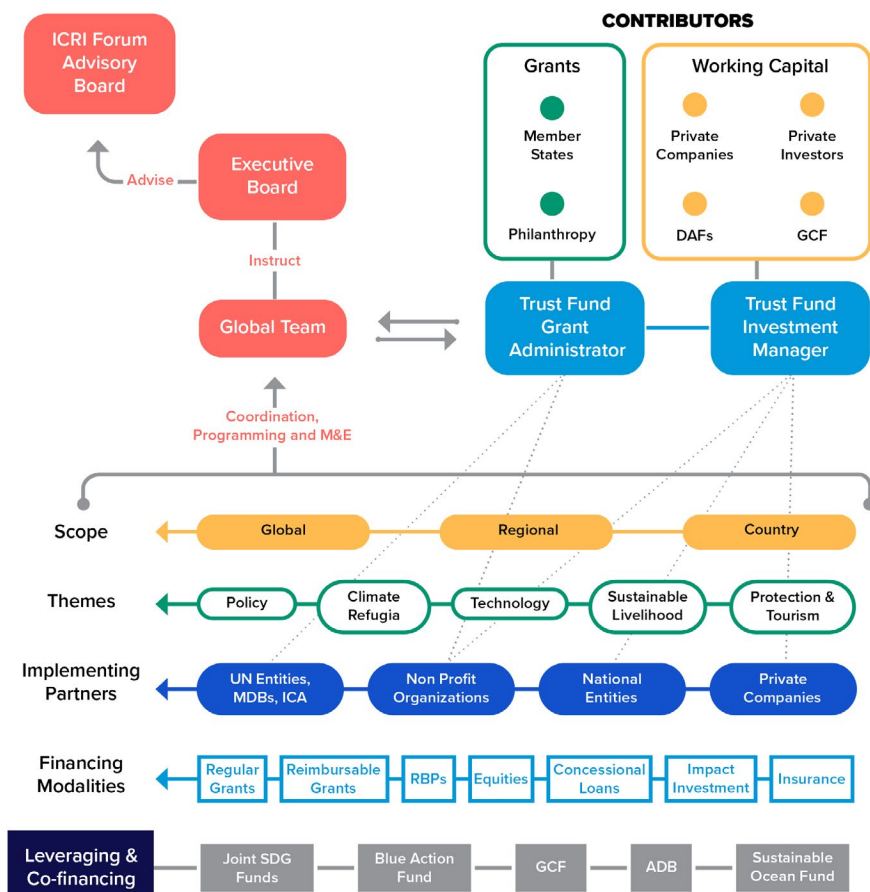 CONTRIBUTORS
ICRI Forum
Advisory
Board
Advise
Executive
Board
Instruct
Global Team
Coordination,
Programming and M&E
Grants
Member
States
Philanthropy
Working Capital
Private
Companies
Private
Investors
DAFs
GCF
Trust Fund
Grant
Administrator
Trust Fund
Investment
Manager
Scope
Global
Regional
Country
Themes
Policy
Climate
Refugia
Technology
Sustainable
Livelihood
Protection &
Tourism
Implementing
Partners
UN Entities,
MDBs, ICA
Non Profit
Organizations
National
Entities
Private
Companies
Financing
Modalities
Regular
Grants
Reimbursable
Grants
RBPs
Equities
Concessional
Loans
Impact
Investment
Insurance
Leveraging &
Co-financing
Joint SDG
Funds
Blue Action
Fund
GCF
ADB
Sustainable
Ocean Fund